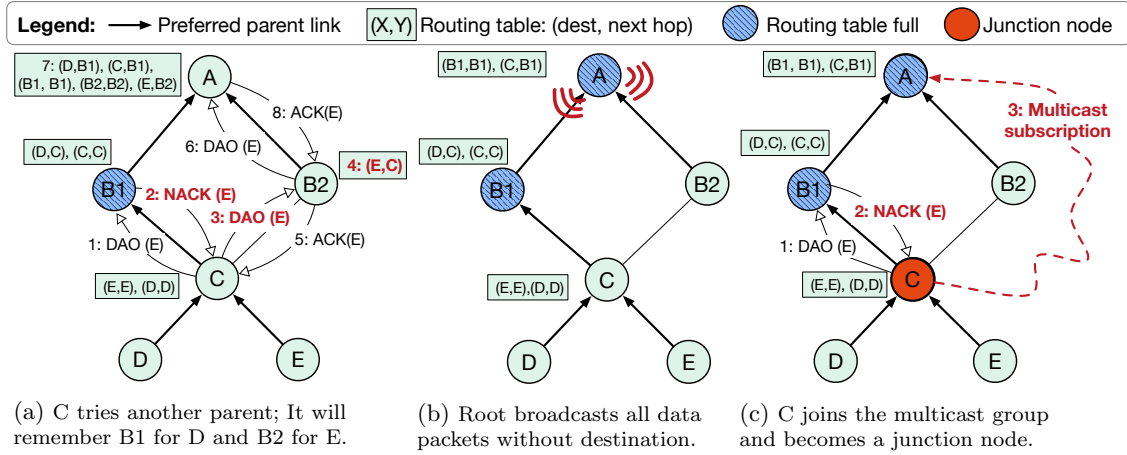 Legend: Preferred parent link (X,Y) Routing table: (dest, next hop) Routing table full Junction node
7: (D,B1), (C,B1),
(B1, B1), (B2,B2), (E,B2)
A
8: ACK(E)
6: DAO (E)
(D,C), (C,C)
4: (E,C)
B1
B2
2: NACK (E)
3: DAO (E)
1: DAO (E)
5: ACK(E)
C
(E,E), (D,D)
D
E
(a) C tries another parent; It will
remember B1 for D and B2 for E.
(B1,B1), (C,B1)
A
(D,C), (C,C)
B1
B2
C
(E,E),(D,D)
D
E
(b) Root broadcasts all data
packets without destination.
(B1, B1), (C,B1)
A
3: Multicast
subscription
(D,C), (C,C)
B1
B2
2: NACK (E)
1: DAO (E)
C
(E,E), (D,D)
D
E
(c) C joins the multicast group
and becomes a junction node.